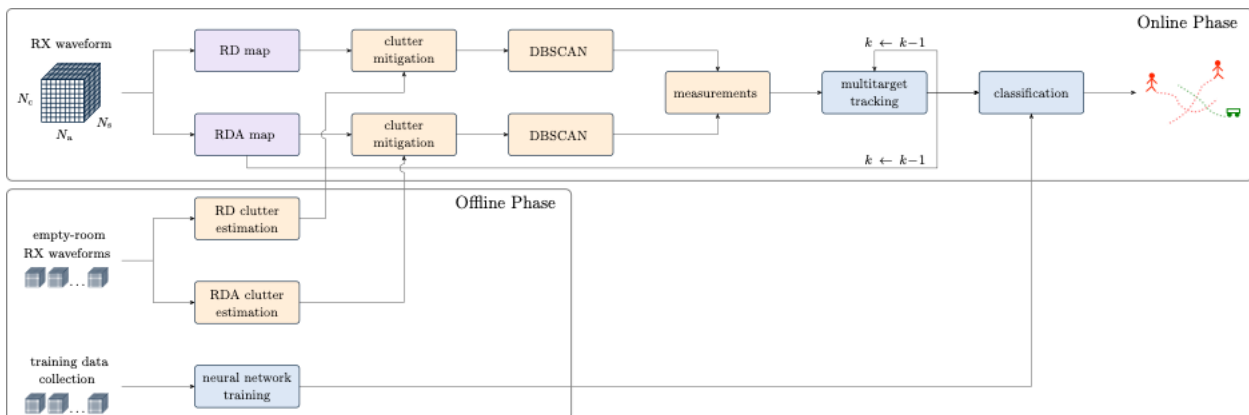 Online Phase
RX waveform
N_c
N_a
N_s
RD map
clutter
mitigation
DBSCAN
RDA map
clutter
mitigation
DBSCAN
measurements
k ← k−1
multitarget
tracking
k ← k−1
classification
Offline Phase
empty-room
RX waveforms
...
RD clutter
estimation
RDA clutter
estimation
training data
collection
...
neural network
training